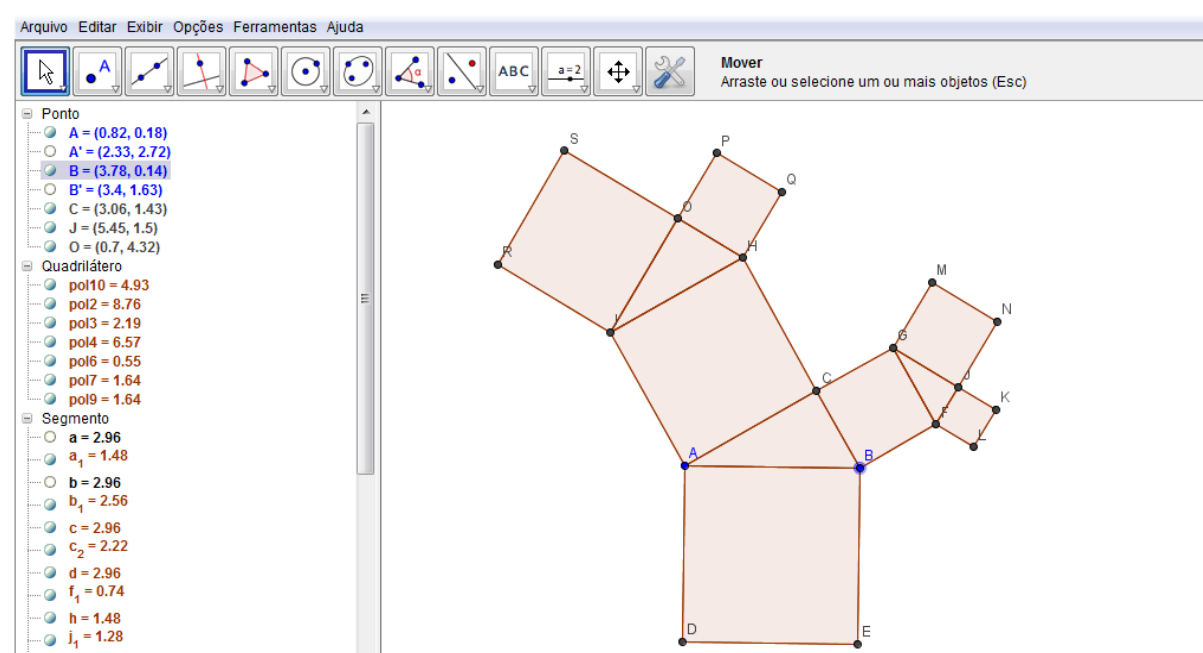 Arquivo Editar Exibir Opções Ferramentas Ajuda
A
α
ABC
a=2
Mover
Arraste ou selecione um ou mais objetos (Esc)
Ponto
A = (0.82, 0.18)
A' = (2.33, 2.72)
B = (3.78, 0.14)
B' = (3.4, 1.63)
C = (3.06, 1.43)
J = (5.45, 1.5)
O = (0.7, 4.32)
Quadrilátero
pol10 = 4.93
pol2 = 8.76
pol3 = 2.19
pol4 = 6.57
pol6 = 0.55
pol7 = 1.64
pol9 = 1.64
Segmento
a = 2.96
a₁ = 1.48
b = 2.96
b₁ = 2.56
c = 2.96
c₂ = 2.22
d = 2.96
f₁ = 0.74
h = 1.48
j₁ = 1.28
S
P
Q
O
H
R
I
M
N
G
J
K
C
F
L
A
B
D
E